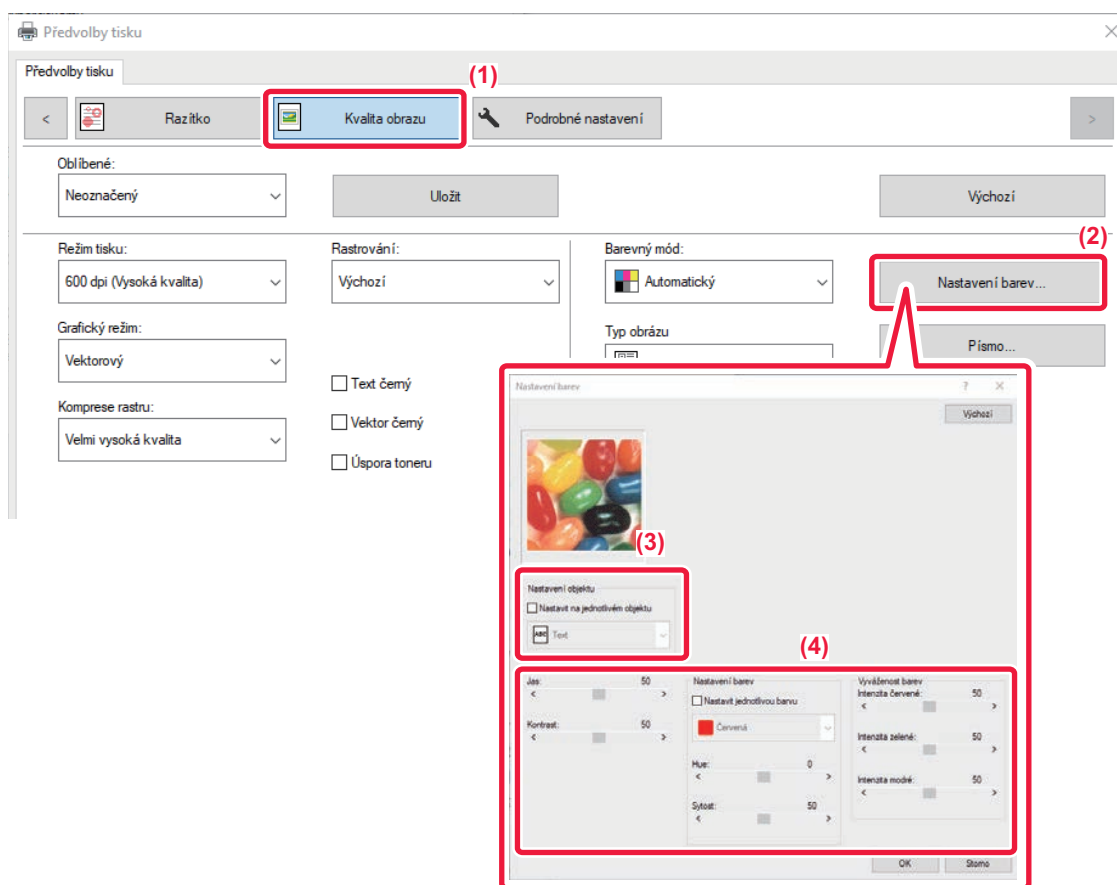 Předvolby tisku
Předvolby tisku
(1)
<
Razítko
Kvalita obrazu
Podrobné nastavení
>
Oblíbené:
Neoznačený
Uložit
Výchozí
(2)
Režim tisku:
Rastrování:
Barevný mód:
600 dpi (Vysoká kvalita)
Výchozí
Automatický
Nastavení barev...
Grafický režim:
Typ obrázu
Vektorový
Písmo...
Text černý
Komprese rastru:
Vektor černý
Velmi vysoká kvalita
Úspora toneru
Nastavení barev
?
Výchozí
(3)
Nastavení objektu
Nastavit na jednotlivém objektu
ABC Text
(4)
Jas: 50
< >
Kontrast: 50
< >
Nastavení barev
Nastavit jednotlivou barvu
Červená
Hue: 0
< >
Sytost: 50
< >
Vyváženost barev
Intenzita červené: 50
< >
Intenzita zelené: 50
< >
Intenzita modré: 50
< >
OK
Storno